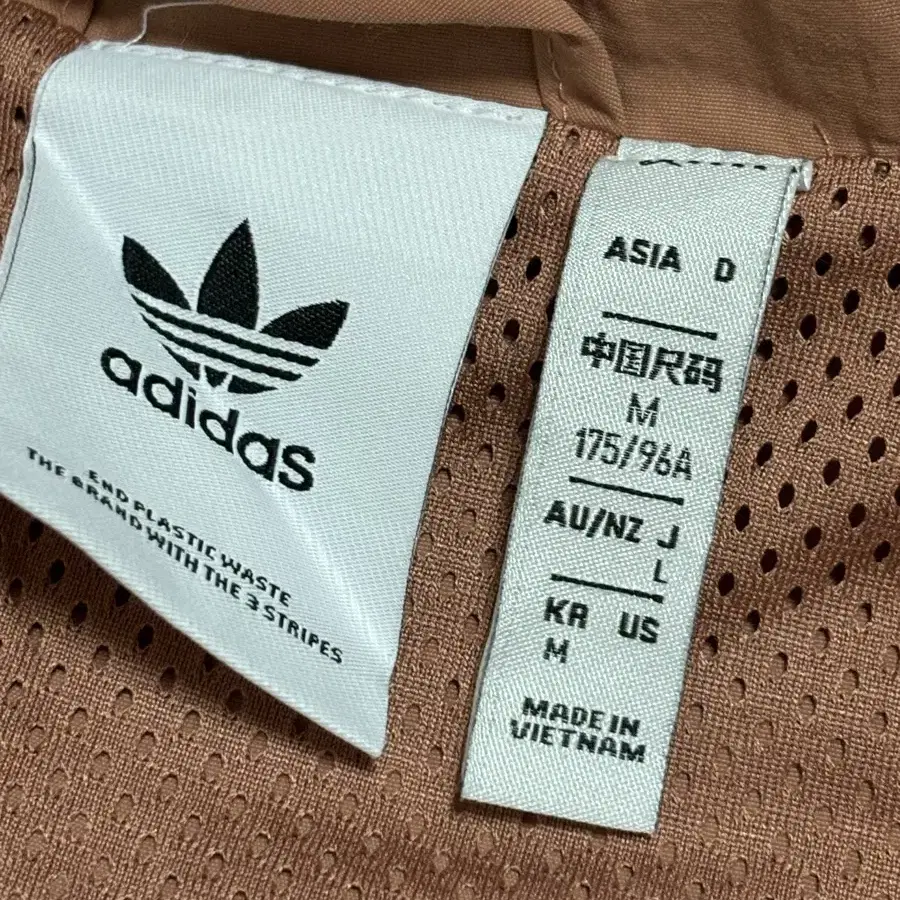 adidas
END PLASTIC WASTE
THE BRAND WITH THE 3 STRIPES
ASIA D
中国尺码
M
175/96A
AU/NZ J
L
KR US
M
MADE IN
VIETNAM